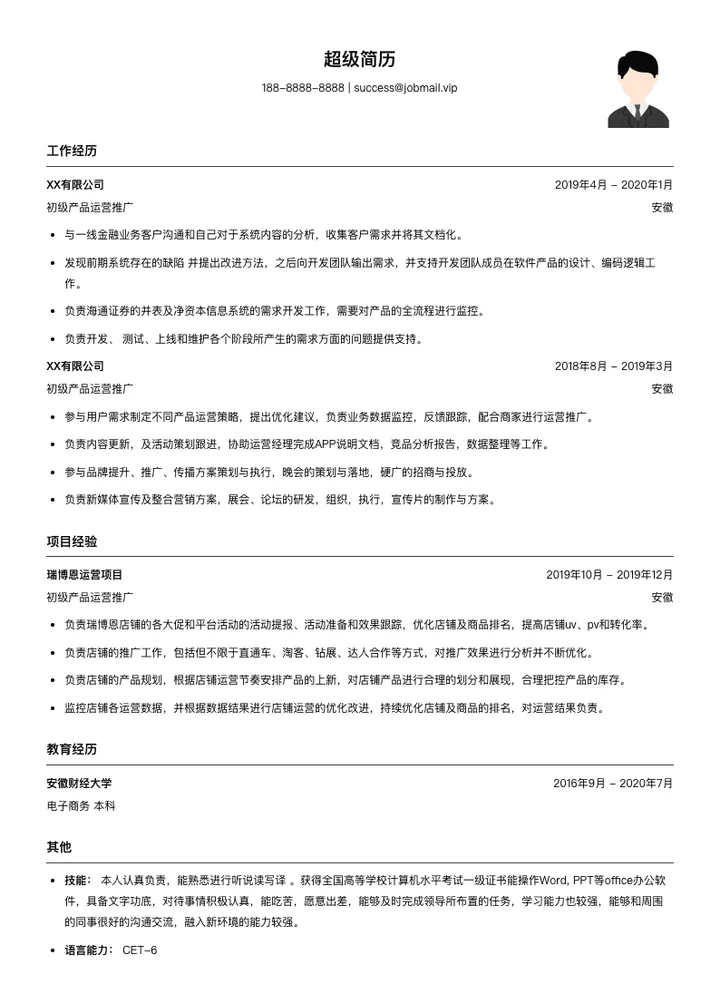 超级简历
188-8888-8888 | success@jobmail.vip
工作经历
XX有限公司 2019年4月 – 2020年1月
初级产品运营推广 安徽
• 与一线金融业务客户沟通和自己对于系统内容的分析，收集客户需求并将其文档化。
• 发现前期系统存在的缺陷 并提出改进方法，之后向开发团队输出需求，并支持开发团队成员在软件产品的设计、编码逻辑工
作。
• 负责海通证券的并表及净资本信息系统的需求开发工作，需要对产品的全流程进行监控。
• 负责开发、 测试、上线和维护各个阶段所产生的需求方面的问题提供支持。
XX有限公司 2018年8月 – 2019年3月
初级产品运营推广 安徽
• 参与用户需求制定不同产品运营策略，提出优化建议，负责业务数据监控，反馈跟踪，配合商家进行运营推广。
• 负责内容更新，及活动策划跟进，协助运营经理完成APP说明文档，竞品分析报告，数据整理等工作。
• 参与品牌提升、推广、传播方案策划与执行，晚会的策划与落地，硬广的招商与投放。
• 负责新媒体宣传及整合营销方案，展会、论坛的研发，组织，执行，宣传片的制作与方案。
项目经验
瑞博恩运营项目 2019年10月 – 2019年12月
初级产品运营推广 安徽
• 负责瑞博恩店铺的各大促和平台活动的活动提报、活动准备和效果跟踪，优化店铺及商品排名，提高店铺uv、pv和转化率。
• 负责店铺的推广工作，包括但不限于直通车、淘客、钻展、达人合作等方式，对推广效果进行分析并不断优化。
• 负责店铺的产品规划，根据店铺运营节奏安排产品的上新，对店铺产品进行合理的划分和展现，合理把控产品的库存。
• 监控店铺各运营数据，并根据数据结果进行店铺运营的优化改进，持续优化店铺及商品的排名，对运营结果负责。
教育经历
安徽财经大学 2016年9月 – 2020年7月
电子商务 本科
其他
• 技能： 本人认真负责，能熟悉进行听说读写译 。获得全国高等学校计算机水平考试一级证书能操作Word, PPT等office办公软
件，具备文字功底，对待事情积极认真，能吃苦，愿意出差，能够及时完成领导所布置的任务，学习能力也较强，能够和周围
的同事很好的沟通交流，融入新环境的能力较强。
• 语言能力： CET-6